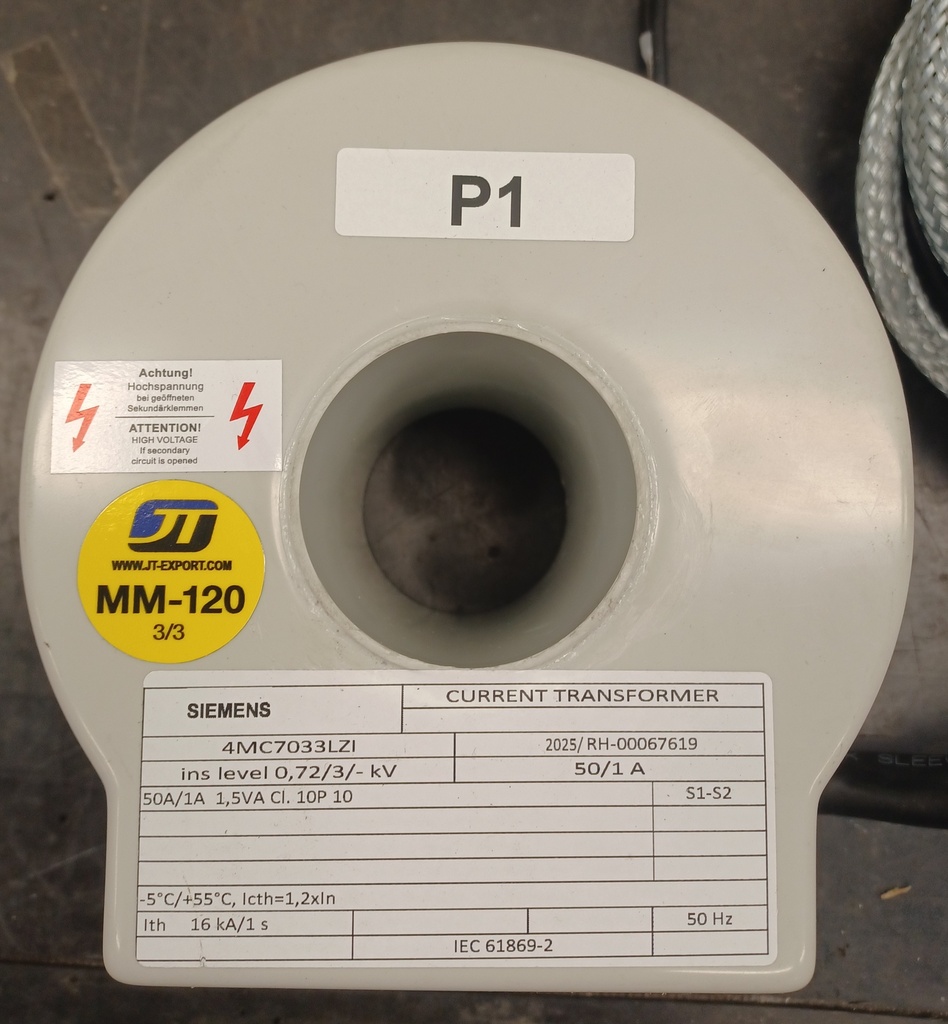 P1
Achtung!
Hochspannung
bei geöffneten
Sekundärklemmen
ATTENTION!
HIGH VOLTAGE
If secondary
circuit is opened
JT
WWW.JT-EXPORT.COM
MM-120
3/3
SIEMENS
CURRENT TRANSFORMER
4MC7033LZI
2025/RH-00067619
ins level 0,72/3/- kV
50/1 A
50A/1A 1,5VA Cl. 10P 10
S1-S2
-5°C/+55°C, Icth=1,2xIn
Ith 16 kA/1 s
50 Hz
IEC 61869-2